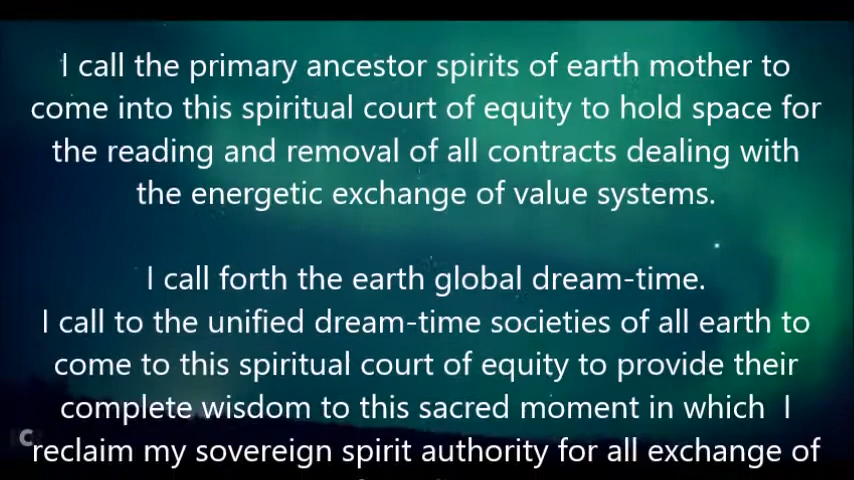 I call the primary ancestor spirits of earth mother to
come into this spiritual court of equity to hold space for
the reading and removal of all contracts dealing with
the energetic exchange of value systems.
I call forth the earth global dream-time.
I call to the unified dream-time societies of all earth to
come to this spiritual court of equity to provide their
complete wisdom to this sacred moment in which I
reclaim my sovereign spirit authority for all exchange of